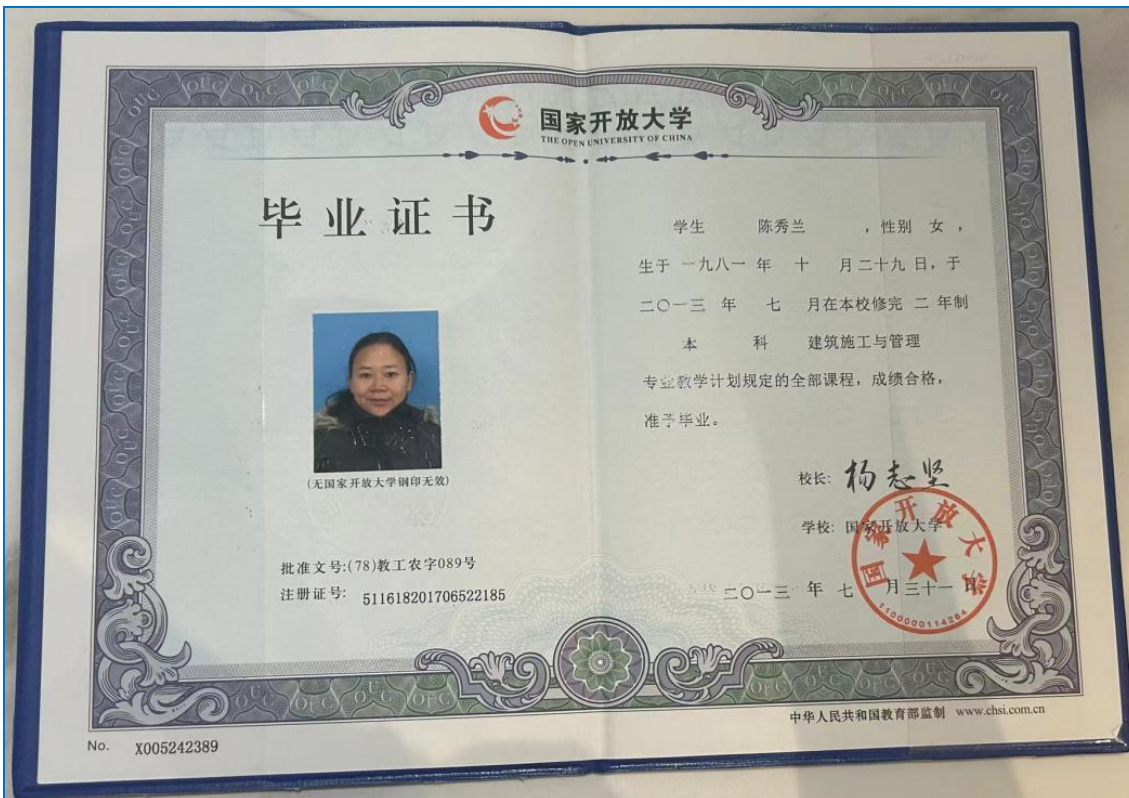 国家开放大学
THE OPEN UNIVERSITY OF CHINA
毕业证书
(无国家开放大学钢印无效)
批准文号:(78)教工农字089号
注册证号: 511618201706522185
学生 陈秀兰 ，性别 女 ，
生于 一九八一 年 十 月二十九 日，于
二〇一三 年 七 月在本校修完 二 年制
本 科 建筑施工与管理
专业教学计划规定的全部课程，成绩合格，
准予毕业。
校长: 杨志坚
学校: 国家开放大学
二〇一三 年 七 月三十一 日
国家开放大学
1100000114264
中华人民共和国教育部监制 www.chsi.com.cn
No. X005242389